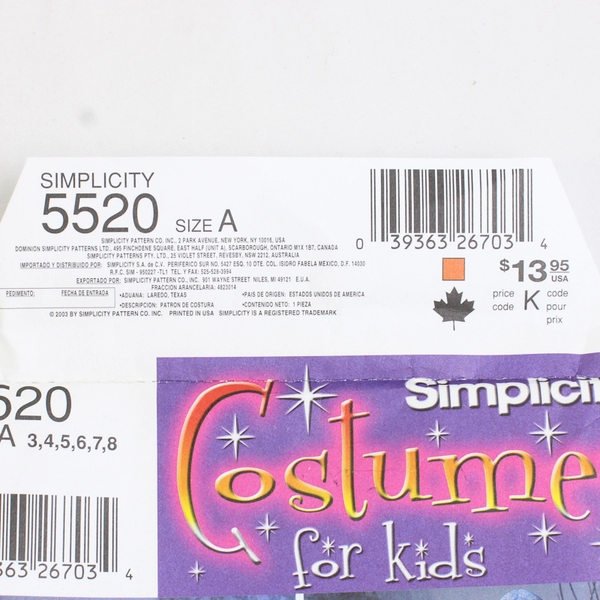 SIMPLICITY
5520 SIZE A
SIMPLICITY PATTERN CO. INC., 2 PARK AVENUE, NEW YORK, NY 10016, USA
DOMINION SIMPLICITY PATTERNS LTD., 495 FINCHDENE SQUARE, EAST HALF (UNIT A), SCARBOROUGH, ONTARIO M1X 1B7, CANADA
SIMPLICITY PATTERNS PTY. LTD., 25 VIOLET STREET, REVESBY, NSW 2212, AUSTRALIA
IMPORTADO Y DISTRIBUIDO POR: SIMPLICITY S.A. de C.V. PERIFERICO SUR NO. 5427 ESQ. 10 OTE. COL. ISIDRO FABELA MEXICO, D.F. 14030
R.F.C. SIM - 950227 -TL1 TEL. Y FAX: 525-528-3994
EXPORTADO POR: SIMPLICITY PATTERN CO. INC. 901 WAYNE STREET NILES, MI 49121 E.U.A.
FRACCION ARANCELARIA: 4823014
PEDIMENTO: FECHA DE ENTRADA •ADUANA: LAREDO, TEXAS •PAIS DE ORIGEN: ESTADOS UNIDOS DE AMERICA
•DESCRIPCION: PATRON DE COSTURA •CONTENIDO NETO: 1 PIEZA
© 2003 BY SIMPLICITY PATTERN CO. INC. PRINTED IN USA SIMPLICITY IS A REGISTERED TRADEMARK
0 39363 26703 4
$13.95
USA
price code K code pour prix
520
A 3,4,5,6,7,8
363 26703 4
Simplici
Costume
for kids